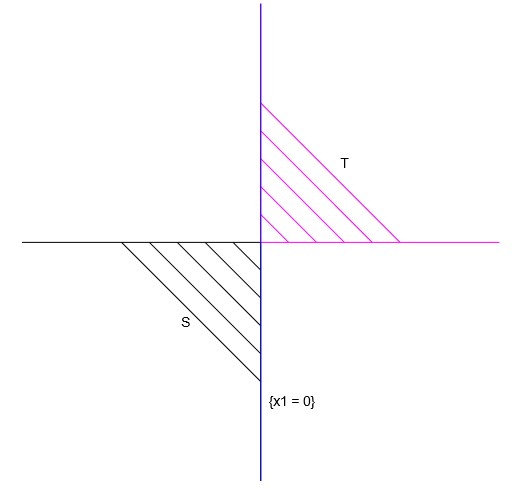 T
S
{x1 = 0}